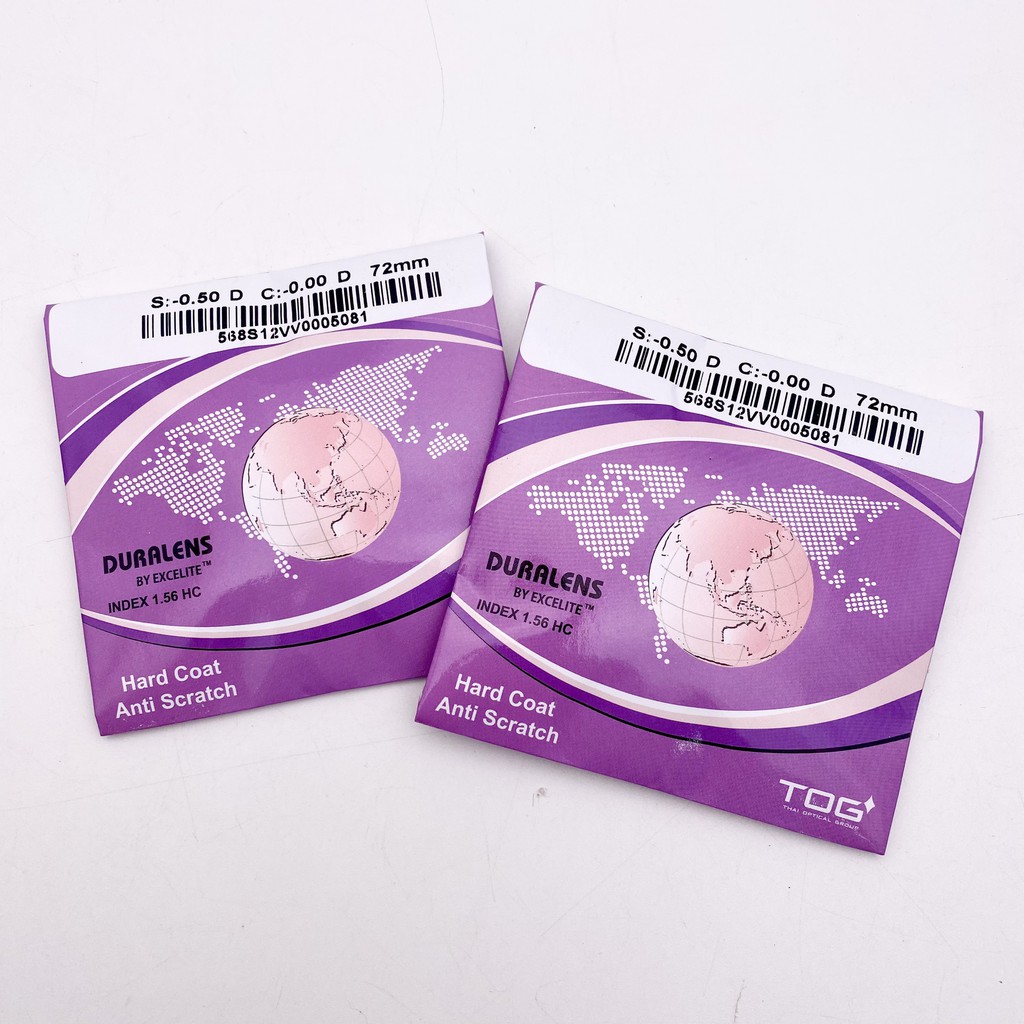 S:-0.50 D C:-0.00 D 72mm
568S12VV0005081
DURALENS
BY EXCELITE™
INDEX 1.56 HC
Hard Coat
Anti Scratch
S:-0.50 D C:-0.00 D 72mm
568S12VV0005081
DURALENS
BY EXCELITE™
INDEX 1.56 HC
Hard Coat
Anti Scratch
TOG
THAI OPTICAL GROUP